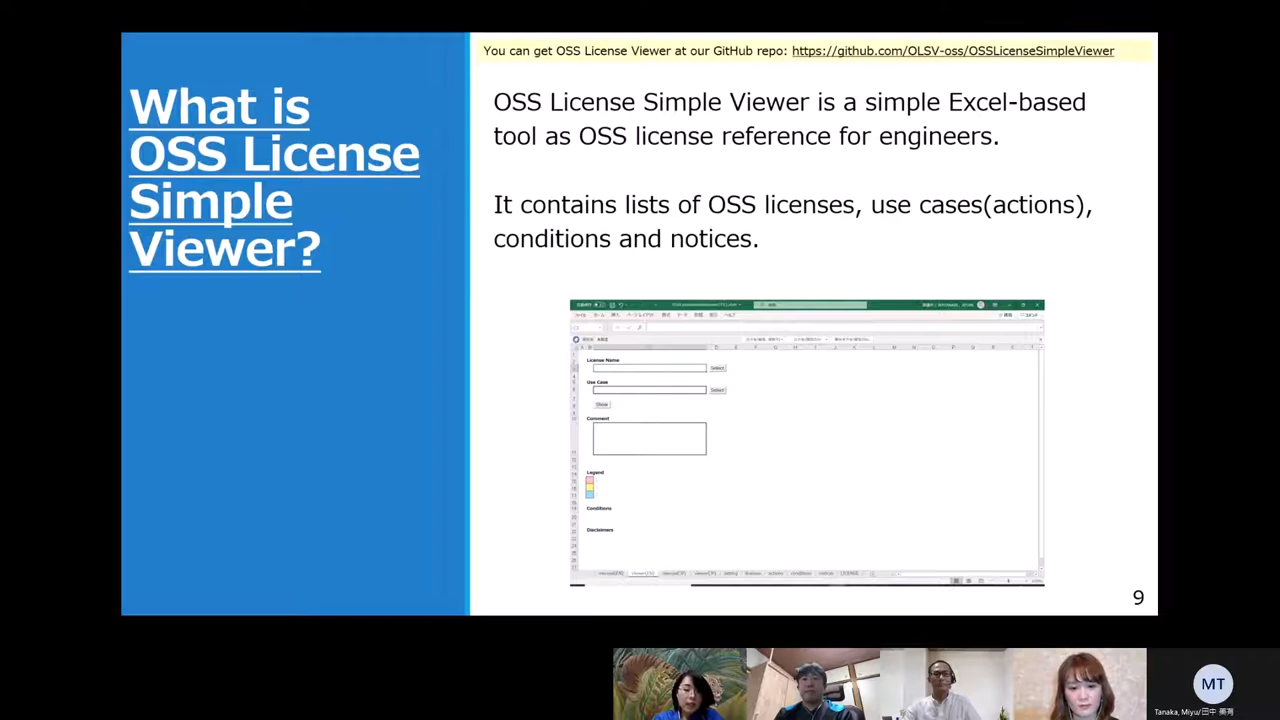 You can get OSS License Viewer at our GitHub repo: https://github.com/OLSV-oss/OSSLicenseSimpleViewer
What is
OSS License
Simple
Viewer?
OSS License Simple Viewer is a simple Excel-based
tool as OSS license reference for engineers.
It contains lists of OSS licenses, use cases(actions),
conditions and notices.
License Name
Select
Use Case
Select
Show
Comment
Legend
Conditions
Disclaimers
9
MT
Tanaka, Miyu/田中 美有